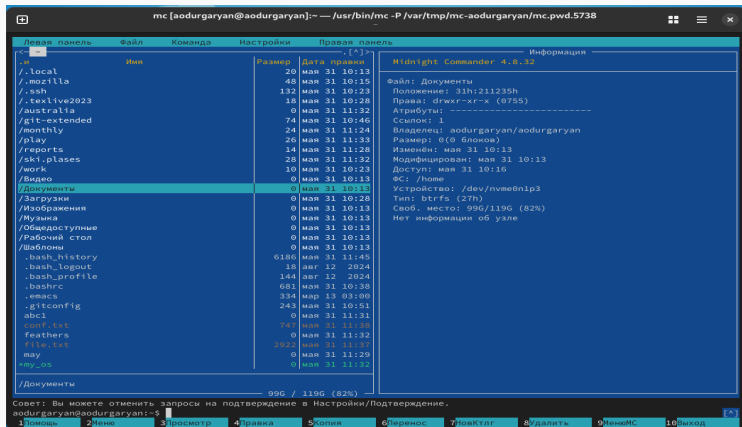 mc [aodurgaryan@aodurgaryan]:~ — /usr/bin/mc -P /var/tmp/mc-aodurgaryan/mc.pwd.5738
Левая панель Файл Команда Настройки Правая панель
<─ ~ ─.[^]>
.и Имя Размер Дата правки
/.local 20 мая 31 10:13
/.mozilla 48 мая 31 10:15
/.ssh 132 мая 31 10:23
/.texlive2023 18 мая 31 10:28
/australia 0 мая 31 11:32
/git-extended 74 мая 31 10:46
/monthly 24 мая 31 11:24
/play 26 мая 31 11:33
/reports 14 мая 31 11:28
/ski.plases 28 мая 31 11:32
/work 10 мая 31 10:23
/Видео 0 мая 31 10:13
/Документы 0 мая 31 10:13
/Загрузки 0 мая 31 10:28
/Изображения 0 мая 31 10:13
/Музыка 0 мая 31 10:13
/Общедоступные 0 мая 31 10:13
/Рабочий стол 0 мая 31 10:13
/Шаблоны 0 мая 31 10:13
.bash_history 6186 мая 31 11:45
.bash_logout 18 авг 12 2024
.bash_profile 144 авг 12 2024
.bashrc 681 мая 31 10:38
.emacs 334 мар 13 03:00
.gitconfig 243 мая 31 10:51
abc1 0 мая 31 11:31
conf.txt 747 мая 31 11:38
feathers 0 мая 31 11:32
file.txt 2922 мая 31 11:37
may 0 мая 31 11:29
*my_os 0 мая 31 11:32
/Документы
99G / 119G (82%)
Информация
Midnight Commander 4.8.32
Файл: Документы
Положение: 31h:211235h
Права: drwxr-xr-x (0755)
Атрибуты: ----------------------
Ссылок: 1
Владелец: aodurgaryan/aodurgaryan
Размер: 0(0 блоков)
Изменён: мая 31 10:13
Модифицирован: мая 31 10:13
Доступ: мая 31 10:16
ФС: /home
Устройство: /dev/nvme0n1p3
Тип: btrfs (27h)
Своб. место: 99G/119G (82%)
Нет информации об узле
Совет: Вы можете отменить запросы на подтверждение в Настройки/Подтверждение.
aodurgaryan@aodurgaryan:~$ [^]
1Помощь 2Меню 3Просмотр 4Правка 5Копия 6Перенос 7НовКтлг 8Удалить 9МенюМС 10Выход